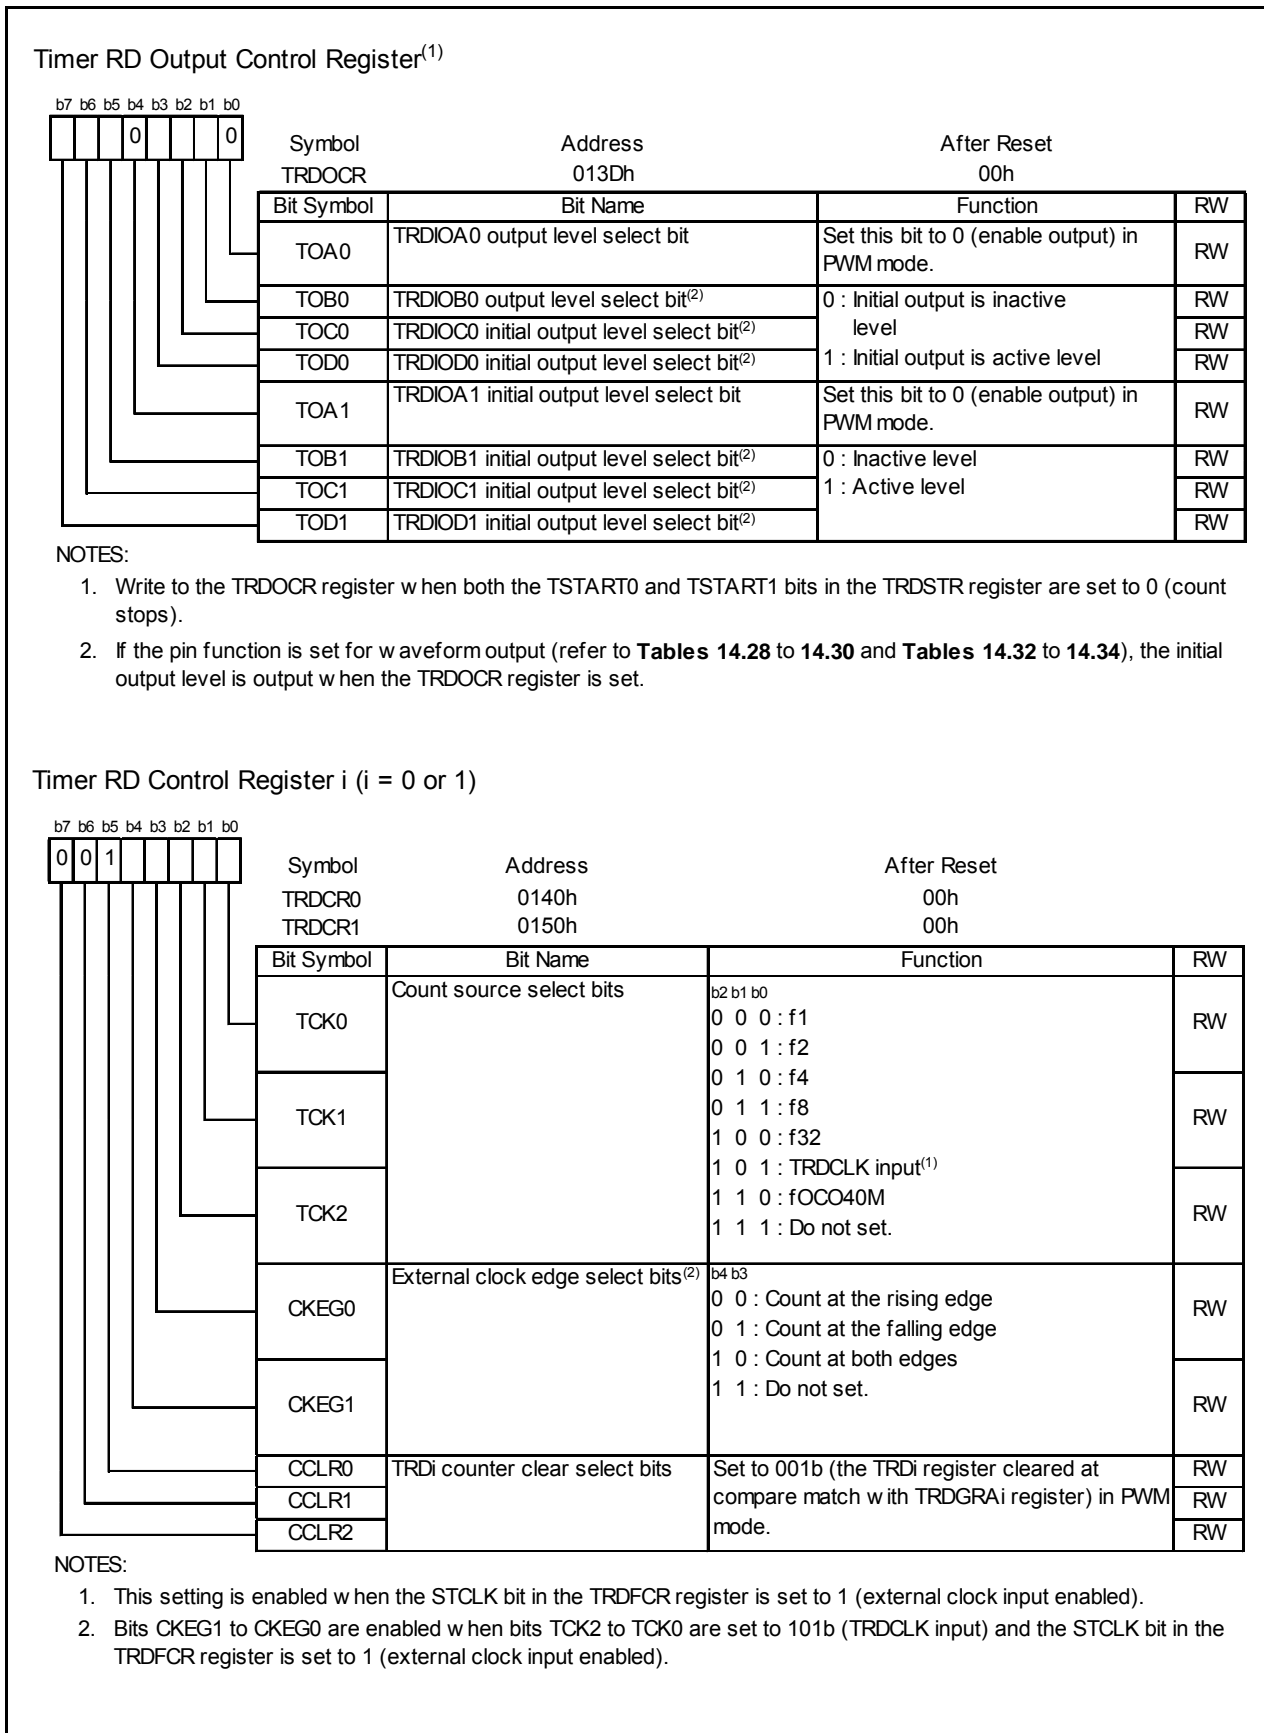 Timer RD Output Control Register(1)
b7 b6 b5 b4 b3 b2 b1 b0
0 0
Symbol Address After Reset
TRDOCR 013Dh 00h
Bit Symbol Bit Name Function RW
TOA0 TRDIOA0 output level select bit Set this bit to 0 (enable output) in PWM mode. RW
TOB0 TRDIOB0 output level select bit(2) 0 : Initial output is inactive RW
TOC0 TRDIOC0 initial output level select bit(2) level RW
TOD0 TRDIOD0 initial output level select bit(2) 1 : Initial output is active level RW
TOA1 TRDIOA1 initial output level select bit Set this bit to 0 (enable output) in PWM mode. RW
TOB1 TRDIOB1 initial output level select bit(2) 0 : Inactive level RW
TOC1 TRDIOC1 initial output level select bit(2) 1 : Active level RW
TOD1 TRDIOD1 initial output level select bit(2) RW
NOTES:
1. Write to the TRDOCR register when both the TSTART0 and TSTART1 bits in the TRDSTR register are set to 0 (count
stops).
2. If the pin function is set for waveform output (refer to Tables 14.28 to 14.30 and Tables 14.32 to 14.34), the initial
output level is output when the TRDOCR register is set.
Timer RD Control Register i (i = 0 or 1)
b7 b6 b5 b4 b3 b2 b1 b0
0 0 1
Symbol Address After Reset
TRDCR0 0140h 00h
TRDCR1 0150h 00h
Bit Symbol Bit Name Function RW
TCK0 Count source select bits b2 b1 b0 RW
0 0 0 : f1
0 0 1 : f2
0 1 0 : f4
TCK1 0 1 1 : f8 RW
1 0 0 : f32
1 0 1 : TRDCLK input(1)
TCK2 1 1 0 : fOCO40M RW
1 1 1 : Do not set.
CKEG0 External clock edge select bits(2) b4 b3 RW
0 0 : Count at the rising edge
0 1 : Count at the falling edge
1 0 : Count at both edges
CKEG1 1 1 : Do not set. RW
CCLR0 TRDi counter clear select bits Set to 001b (the TRDi register cleared at RW
CCLR1 compare match with TRDGRAi register) in PWM RW
CCLR2 mode. RW
NOTES:
1. This setting is enabled when the STCLK bit in the TRDFCR register is set to 1 (external clock input enabled).
2. Bits CKEG1 to CKEG0 are enabled when bits TCK2 to TCK0 are set to 101b (TRDCLK input) and the STCLK bit in the
TRDFCR register is set to 1 (external clock input enabled).